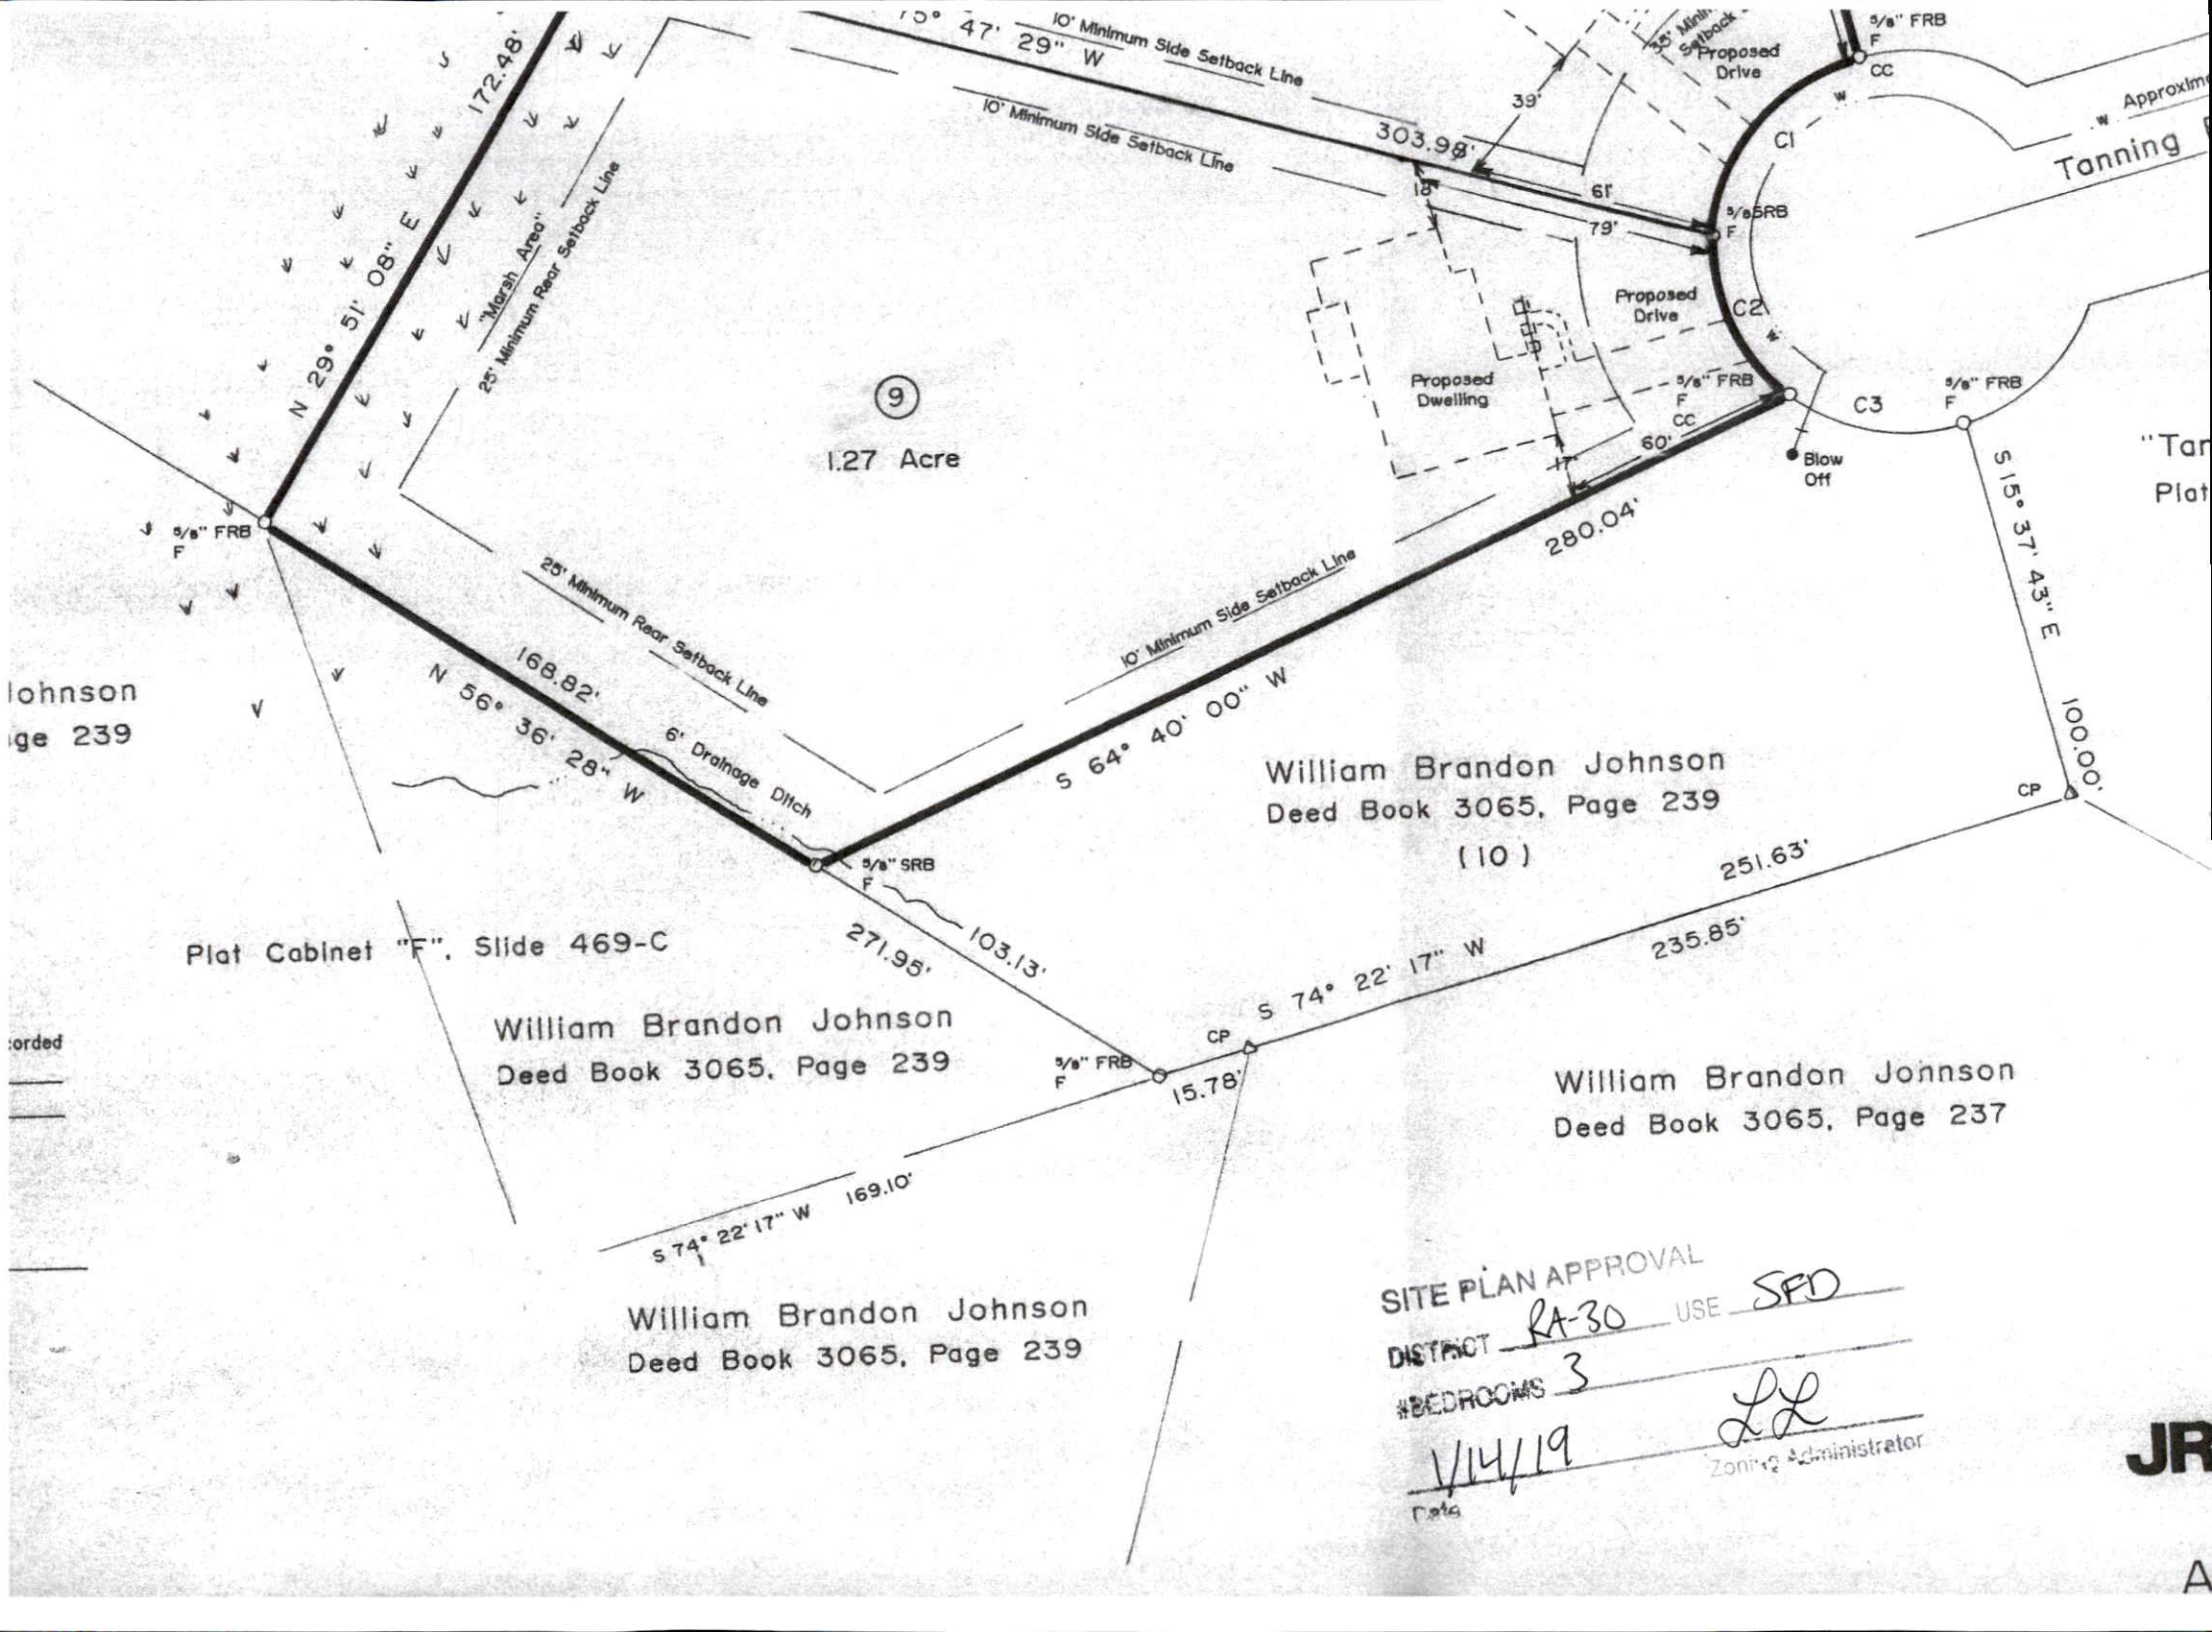 172.48'
N 29° 51' 08" E
"Marsh Area"
25' Minimum Rear Setback Line
47' 29" W
10' Minimum Side Setback Line
10' Minimum Side Setback Line
303.98'
39'
Proposed
Drive
5/8" FRB
F
CC
W
C1
W
Tanning
18'
61'
79'
5/8" SRB
F
Proposed
Drive
C2
W
Proposed
Dwelling
5/8" FRB
F
CC
60'
17'
C3
5/8" FRB
F
Blow
Off
9
1.27 Acre
S 15° 37' 43" E 100.00'
280.04'
10' Minimum Side Setback Line
S 64° 40' 00" W
5/8" FRB
F
25' Minimum Rear Setback Line
168.82'
N 56° 36' 28" W
6' Drainage Ditch
Johnson
239
William Brandon Johnson
Deed Book 3065, Page 239
(10)
CP
5/8" SRB
F
251.63'
235.85'
S 74° 22' 17" W
271.95'
103.13'
Plat Cabinet "F", Slide 469-C
William Brandon Johnson
Deed Book 3065, Page 239
5/8" FRB
F
CP
15.78'
William Brandon Johnson
Deed Book 3065, Page 237
S 74° 22' 17" W 169.10'
William Brandon Johnson
Deed Book 3065, Page 239
SITE PLAN APPROVAL
DISTRICT RA-30 USE SFD
#BEDROOMS 3
1/14/19 LL
Date Zoning Administrator
JR